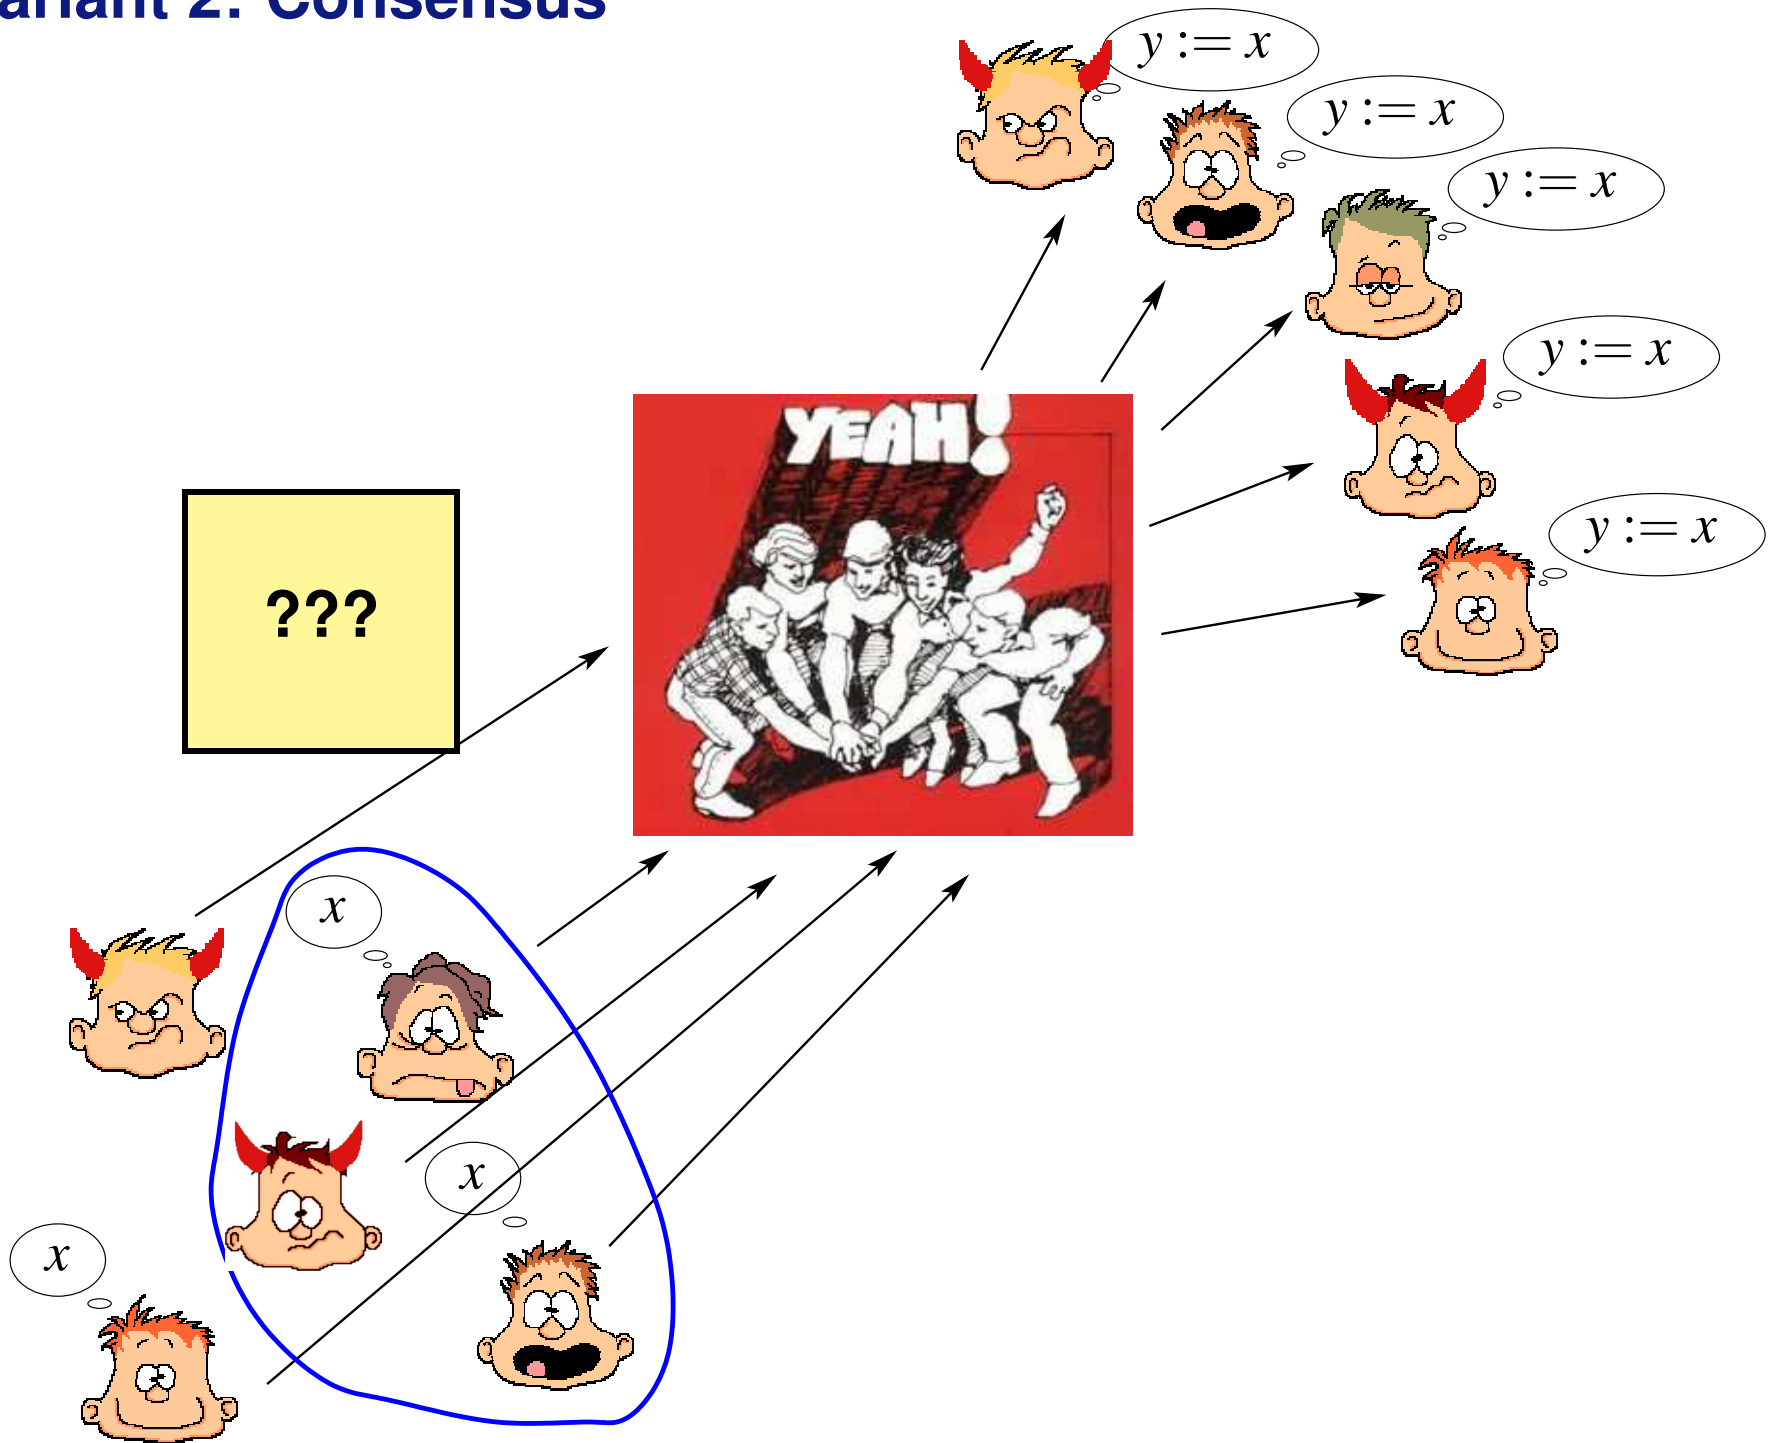 ariant 2: Consensus
y := x
y := x
y := x
y := x
y := x
YEAH!
???
x
x
x